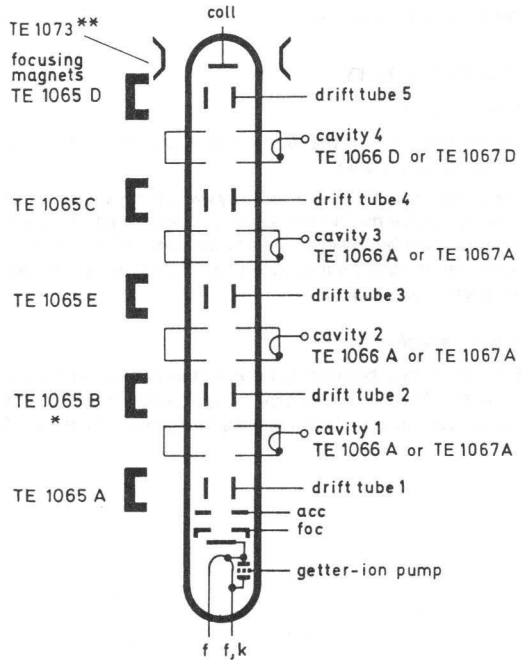 coll
TE 1073 **
focusing
magnets
TE 1065 D
drift tube 5
cavity 4
TE 1066 D or TE 1067 D
TE 1065 C
drift tube 4
cavity 3
TE 1066 A or TE 1067 A
TE 1065 E
drift tube 3
cavity 2
TE 1066 A or TE 1067 A
TE 1065 B
*
drift tube 2
cavity 1
TE 1066 A or TE 1067 A
TE 1065 A
drift tube 1
acc
foc
getter-ion pump
f f,k